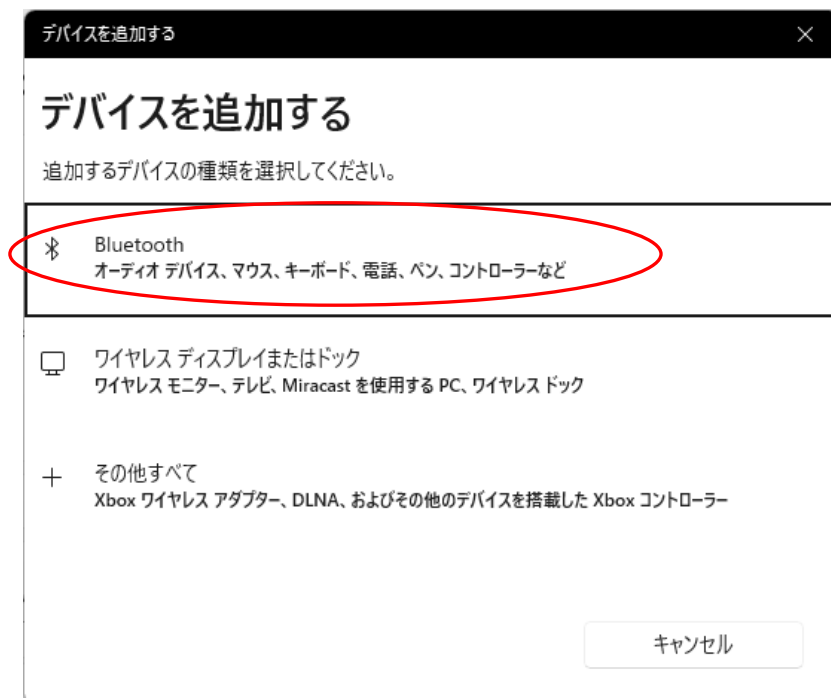 デバイスを追加する
デバイスを追加する
追加するデバイスの種類を選択してください。
Bluetooth
オーディオ デバイス、マウス、キーボード、電話、ペン、コントローラーなど
ワイヤレス ディスプレイまたはドック
ワイヤレス モニター、テレビ、Miracast を使用する PC、ワイヤレス ドック
その他すべて
Xbox ワイヤレス アダプター、DLNA、およびその他のデバイスを搭載した Xbox コントローラー
キャンセル